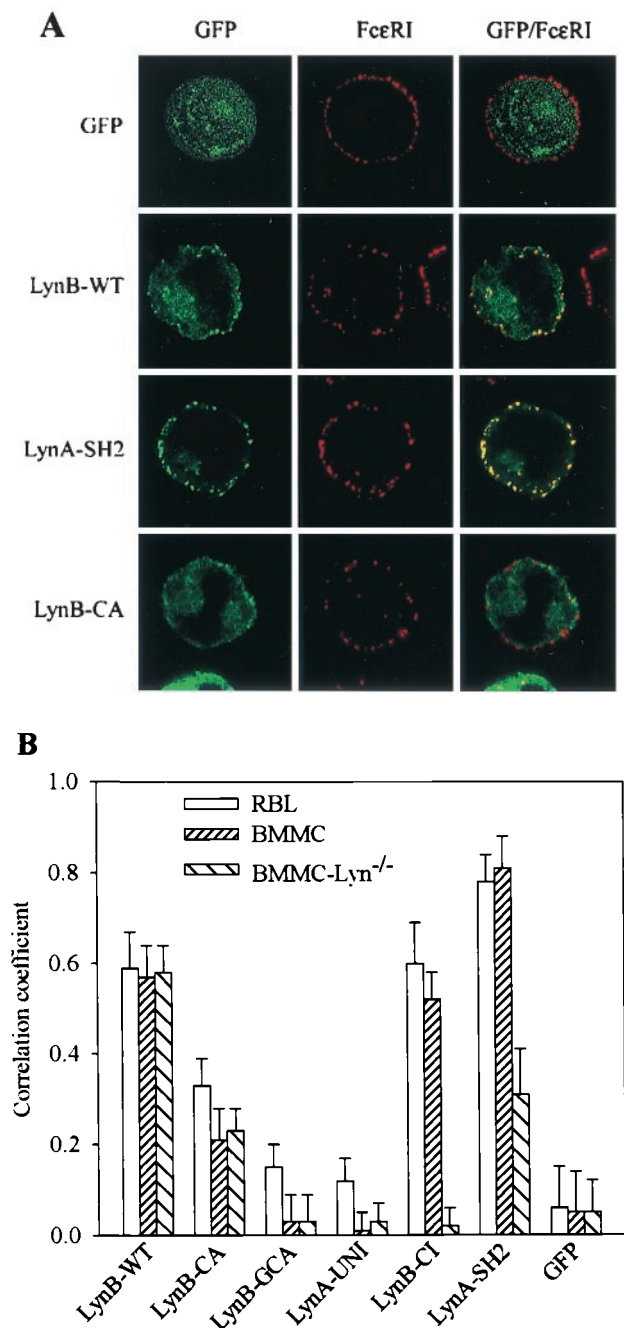 A
GFP FcεRI GFP/FcεRI
GFP
LynB-WT
LynA-SH2
LynB-CA
B
1.0
0.8
0.6
0.4
0.2
0.0
Correlation coefficient
RBL
BMMC
BMMC-Lyn⁻/⁻
LynB-WT
LynB-CA
LynB-GCA
LynA-UNI
LynB-CI
LynA-SH2
GFP